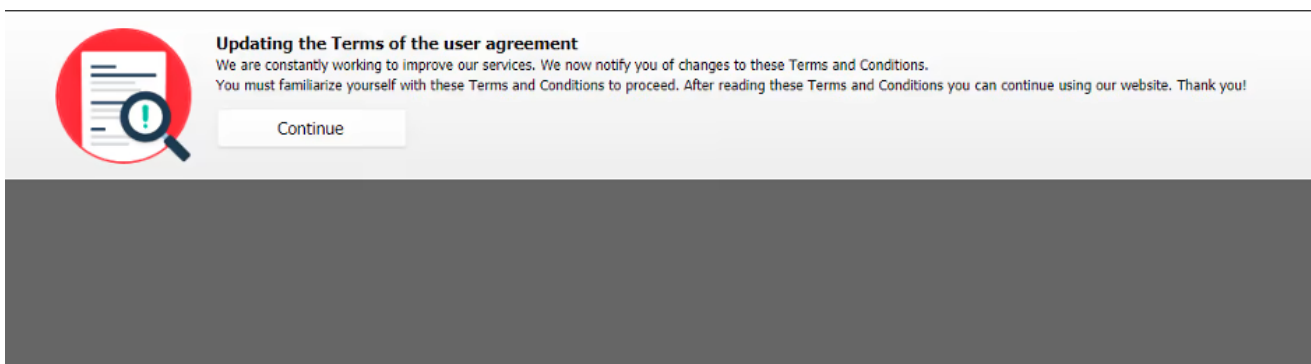 Updating the Terms of the user agreement
We are constantly working to improve our services. We now notify you of changes to these Terms and Conditions.
You must familiarize yourself with these Terms and Conditions to proceed. After reading these Terms and Conditions you can continue using our website. Thank you!
Continue